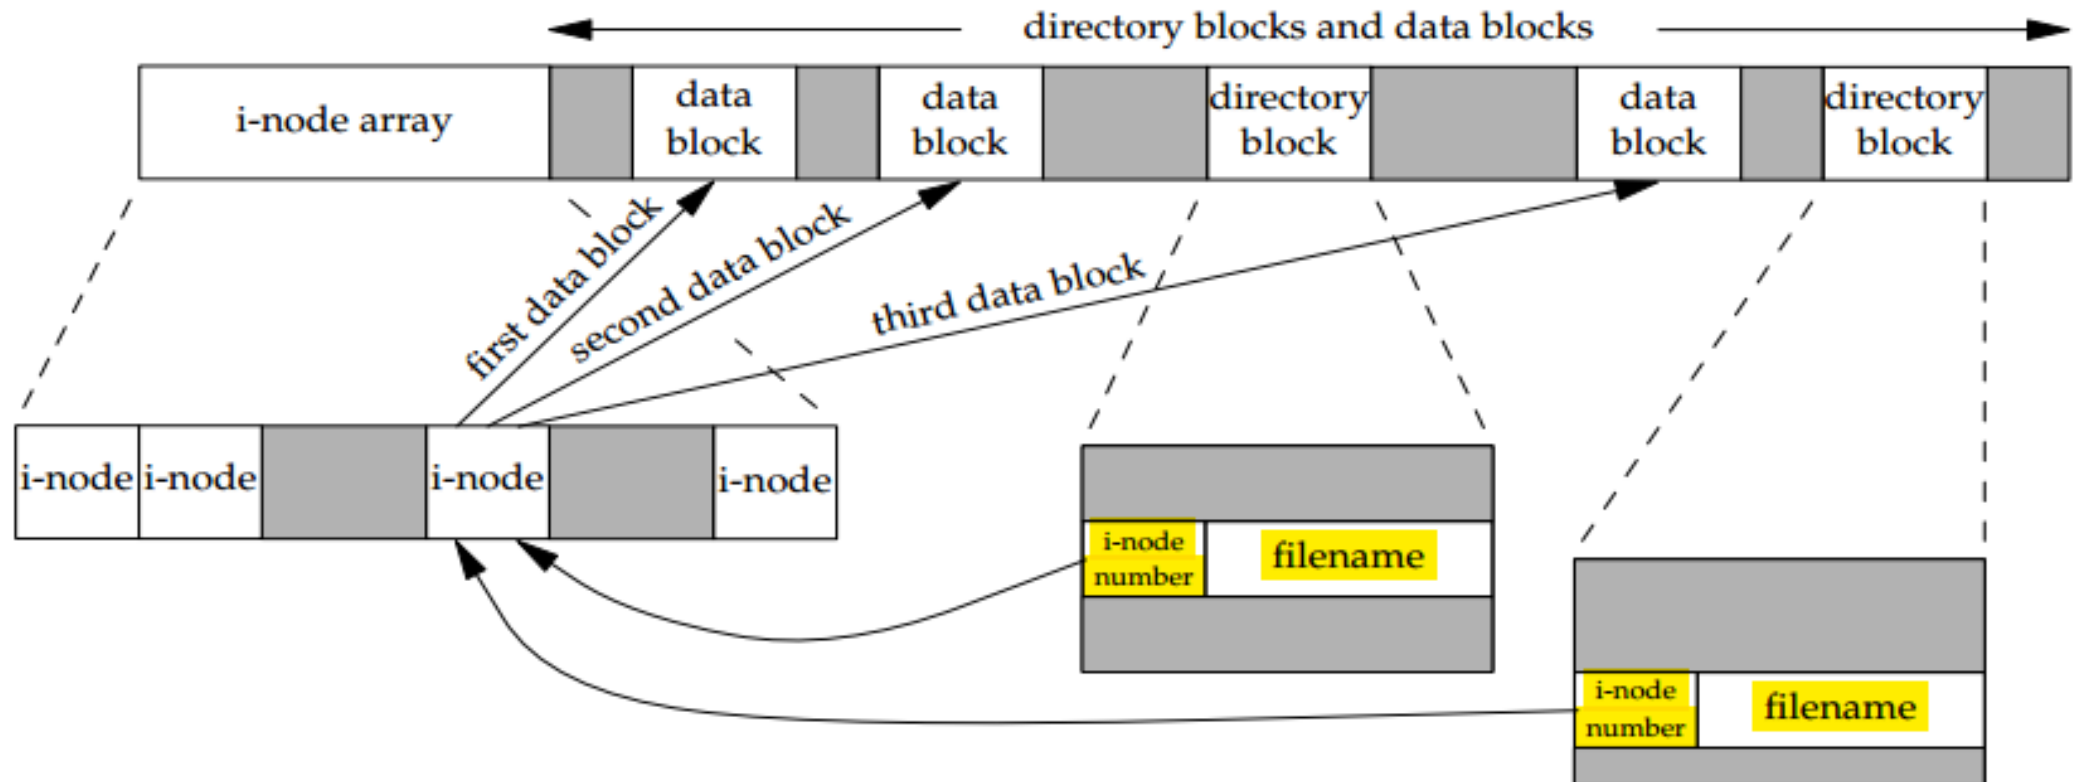 directory blocks and data blocks
i-node array
data
block
data
block
directory
block
data
block
directory
block
first data block
second data block
third data block
i-node
i-node
i-node
i-node
i-node
number
filename
i-node
number
filename